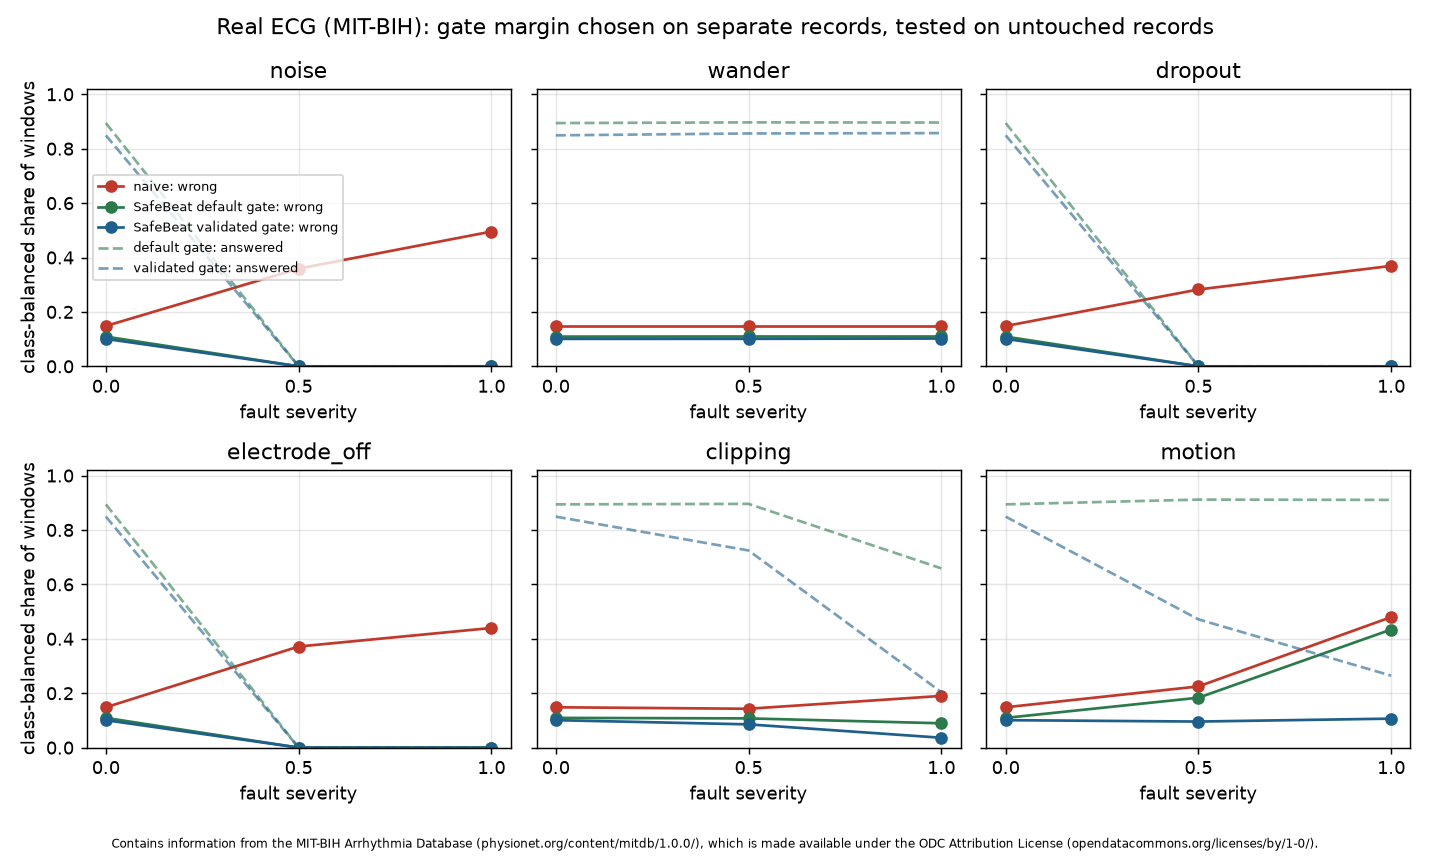 Real ECG (MIT-BIH): gate margin chosen on separate records, tested on untouched records
noise
wander
dropout
class-balanced share of windows
1.0
0.8
0.6
0.4
0.2
0.0
naive: wrong
SafeBeat default gate: wrong
SafeBeat validated gate: wrong
default gate: answered
validated gate: answered
0.0 0.5 1.0
0.0 0.5 1.0
0.0 0.5 1.0
fault severity
fault severity
fault severity
electrode_off
clipping
motion
class-balanced share of windows
1.0
0.8
0.6
0.4
0.2
0.0
0.0 0.5 1.0
0.0 0.5 1.0
0.0 0.5 1.0
fault severity
fault severity
fault severity
Contains information from the MIT-BIH Arrhythmia Database (physionet.org/content/mitdb/1.0.0/), which is made available under the ODC Attribution License (opendatacommons.org/licenses/by/1-0/).